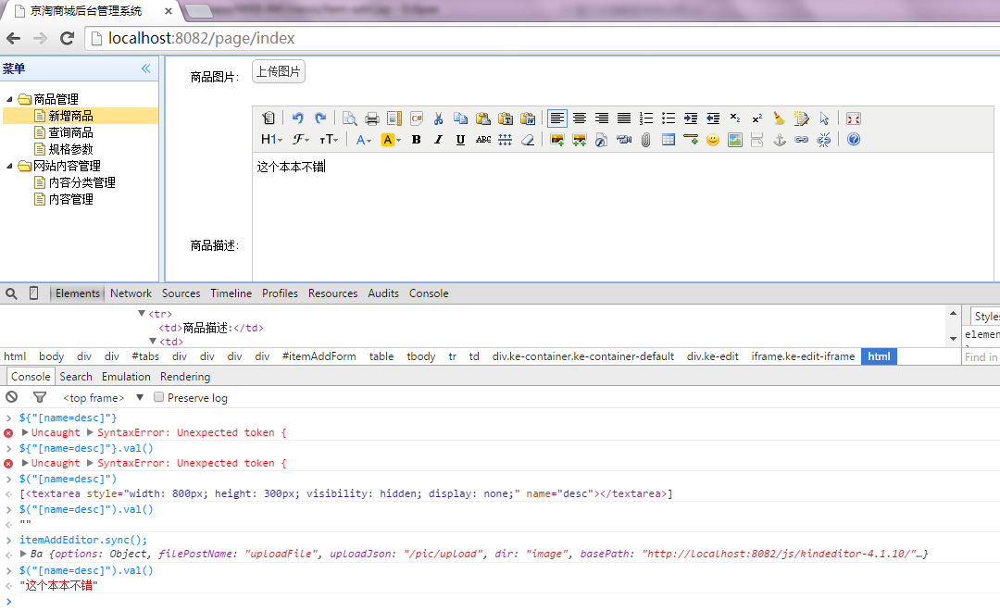 京淘商城后台管理系统
localhost:8082/page/index
菜单
商品管理
新增商品
查询商品
规格参数
网站内容管理
内容分类管理
内容管理
商品图片:
上传图片
H1 F TT A A B I U ABC
这个本本不错
商品描述:
Elements Network Sources Timeline Profiles Resources Audits Console
<tr>
<td>商品描述:</td>
<td>
Styles
elemen
html body div div #tabs div div div div #itemAddForm table tbody tr td div.ke-container.ke-container-default div.ke-edit iframe.ke-edit-iframe html
Find in
Console Search Emulation Rendering
<top frame> Preserve log
${"[name=desc]"}
Uncaught SyntaxError: Unexpected token {
${"[name=desc]"}.val()
Uncaught SyntaxError: Unexpected token {
$("[name=desc]")
[<textarea style="width: 800px; height: 300px; visibility: hidden; display: none;" name="desc"></textarea>]
$("[name=desc]").val()
""
itemAddEditor.sync();
Ba {options: Object, filePostName: "uploadFile", uploadJson: "/pic/upload", dir: "image", basePath: "http://localhost:8082/js/kindeditor-4.1.10/"…}
$("[name=desc]").val()
"这个本本不错"